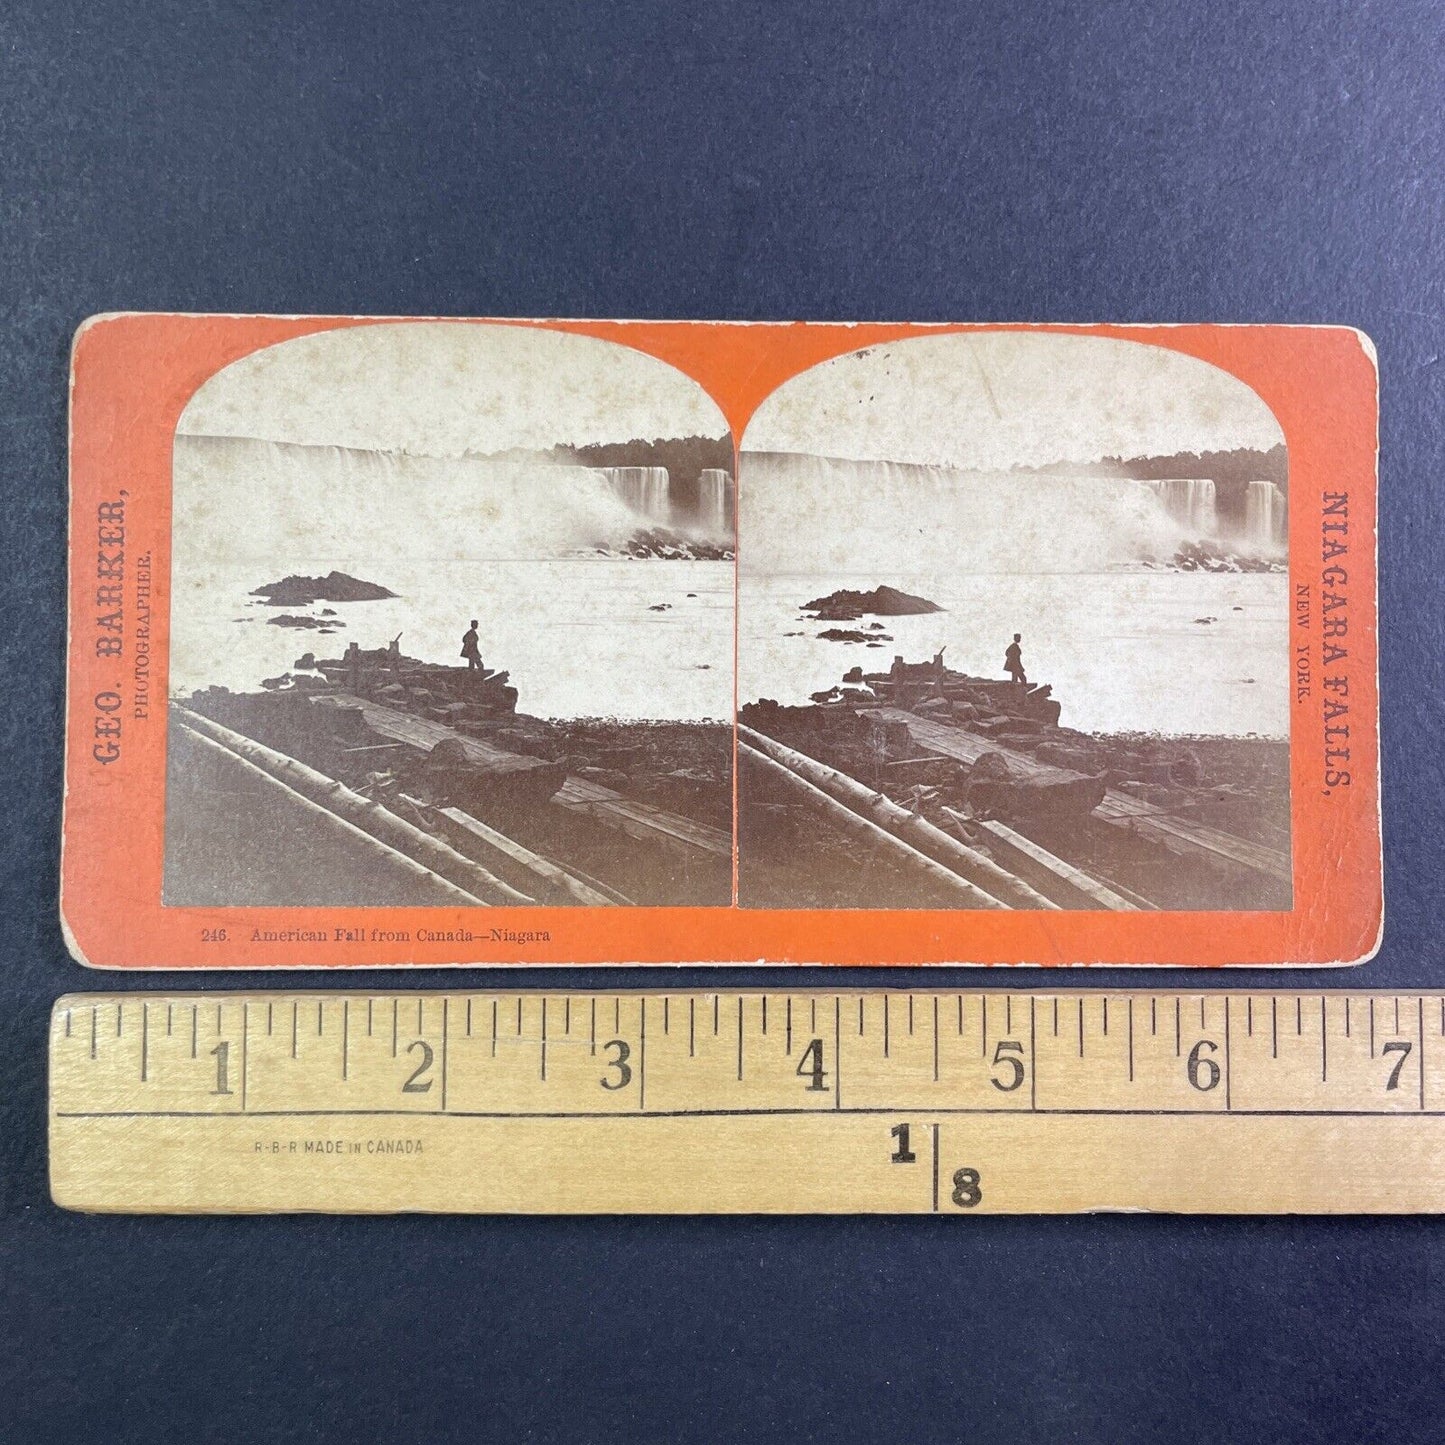 GEO. BARKER,
PHOTOGRAPHER.
NIAGARA FALLS,
NEW YORK.
246. American Fall from Canada—Niagara
1 2 3 4 5 6 7
R-B-R MADE IN CANADA
1
8